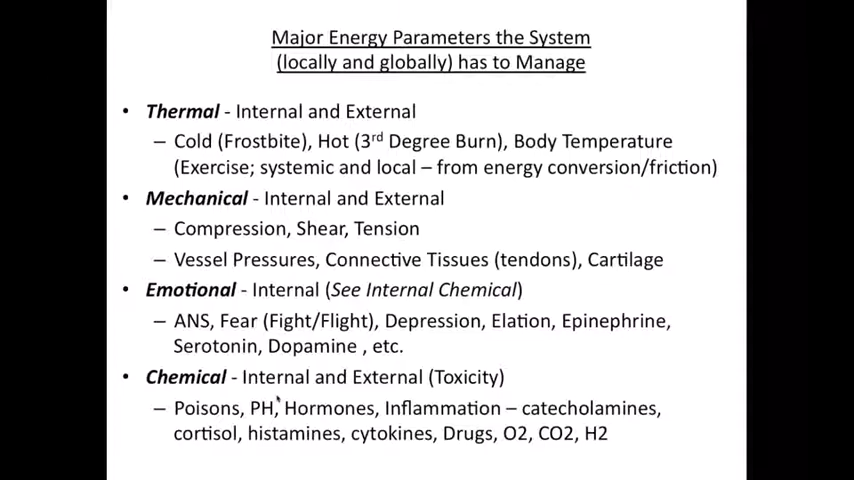 Major Energy Parameters the System
(locally and globally) has to Manage
• Thermal - Internal and External
– Cold (Frostbite), Hot (3rd Degree Burn), Body Temperature
(Exercise; systemic and local – from energy conversion/friction)
• Mechanical - Internal and External
– Compression, Shear, Tension
– Vessel Pressures, Connective Tissues (tendons), Cartilage
• Emotional - Internal (See Internal Chemical)
– ANS, Fear (Fight/Flight), Depression, Elation, Epinephrine,
Serotonin, Dopamine , etc.
• Chemical - Internal and External (Toxicity)
– Poisons, PH, Hormones, Inflammation – catecholamines,
cortisol, histamines, cytokines, Drugs, O2, CO2, H2